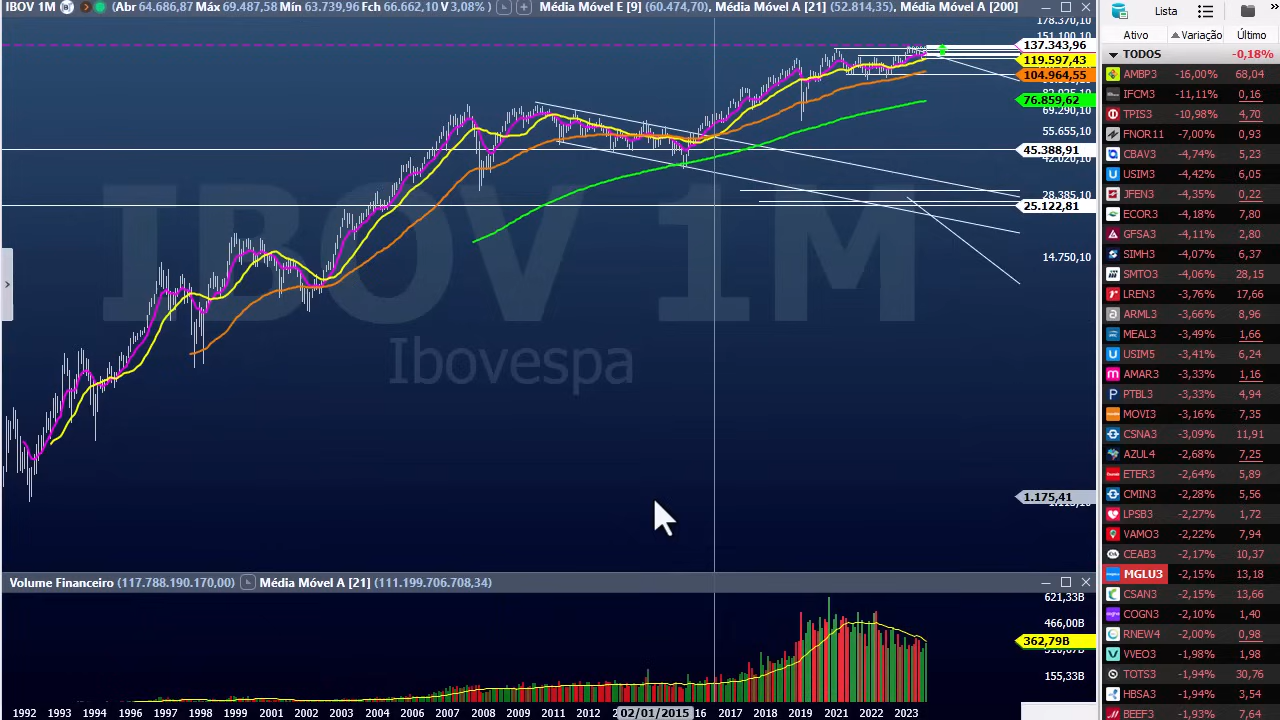 IBOV 1M (Abr 64.686,87 Máx 69.487,58 Mín 63.739,96 Fch 66.662,10 V 3,08%) Média Móvel E [9] (60.474,70), Média Móvel A [21] (52.814,35), Média Móvel A [200]
178.370,10
151.100,10
137.343,96
119.597,43
104.964,55
76.859,62
69.290,10
55.655,10
45.388,91
42.020,10
28.385,10
25.122,81
14.750,10
1.175,41
IBOV 1M
Ibovespa
Volume Financeiro (117.788.190.170,00) Média Móvel A [21] (111.199.706.708,34)
621,33B
466,00B
362,79B
155,33B
1992 1993 1994 1996 1997 1998 1999 2000 2002 2003 2004 2006 2007 2008 2009 2010 2012 02/01/2015 16 2017 2018 2019 2021 2022 2023
Lista
Ativo Variação Último
TODOS -0,18%
AMBP3 -16,00% 68,04
IFCM3 -11,11% 0,16
TPIS3 -10,98% 4,70
FNOR11 -7,00% 0,93
CBAV3 -4,74% 5,23
USIM3 -4,42% 6,05
JFEN3 -4,35% 0,22
ECOR3 -4,18% 7,80
GFSA3 -4,11% 2,80
SIMH3 -4,07% 6,37
SMTO3 -4,06% 28,15
LREN3 -3,76% 17,66
ARML3 -3,66% 8,96
MEAL3 -3,49% 1,66
USIM5 -3,41% 6,24
AMAR3 -3,33% 1,16
PTBL3 -3,33% 4,94
MOVI3 -3,16% 7,35
CSNA3 -3,09% 11,91
AZUL4 -2,68% 7,25
ETER3 -2,64% 5,89
CMIN3 -2,28% 5,56
LPSB3 -2,27% 1,72
VAMO3 -2,22% 7,94
CEAB3 -2,17% 10,37
MGLU3 -2,15% 13,18
CSAN3 -2,15% 13,66
COGN3 -2,10% 1,40
RNEW4 -2,00% 0,98
VVEO3 -1,98% 1,98
TOTS3 -1,94% 30,76
HBSA3 -1,94% 3,54
BEEF3 -1,93% 7,64